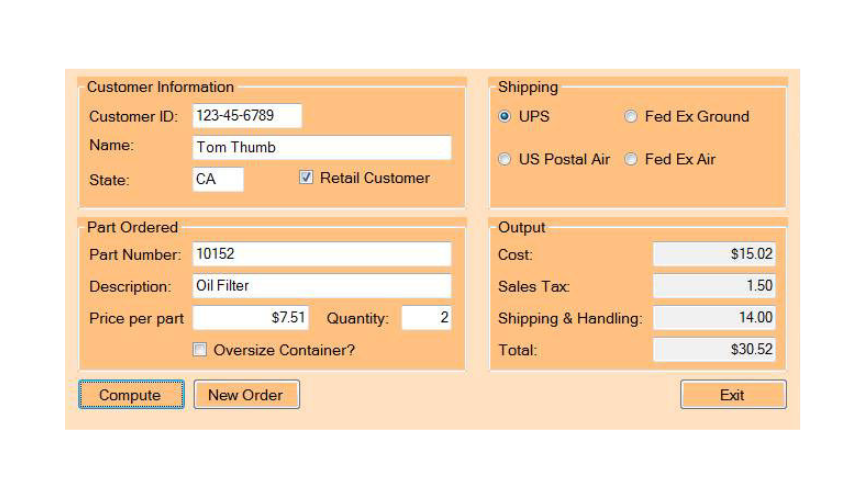 Customer Information
Customer ID: 123-45-6789
Name: Tom Thumb
State: CA Retail Customer
Shipping
UPS Fed Ex Ground
US Postal Air Fed Ex Air
Part Ordered
Part Number: 10152
Description: Oil Filter
Price per part $7.51 Quantity: 2
Oversize Container?
Output
Cost: $15.02
Sales Tax: 1.50
Shipping & Handling: 14.00
Total: $30.52
Compute New Order Exit